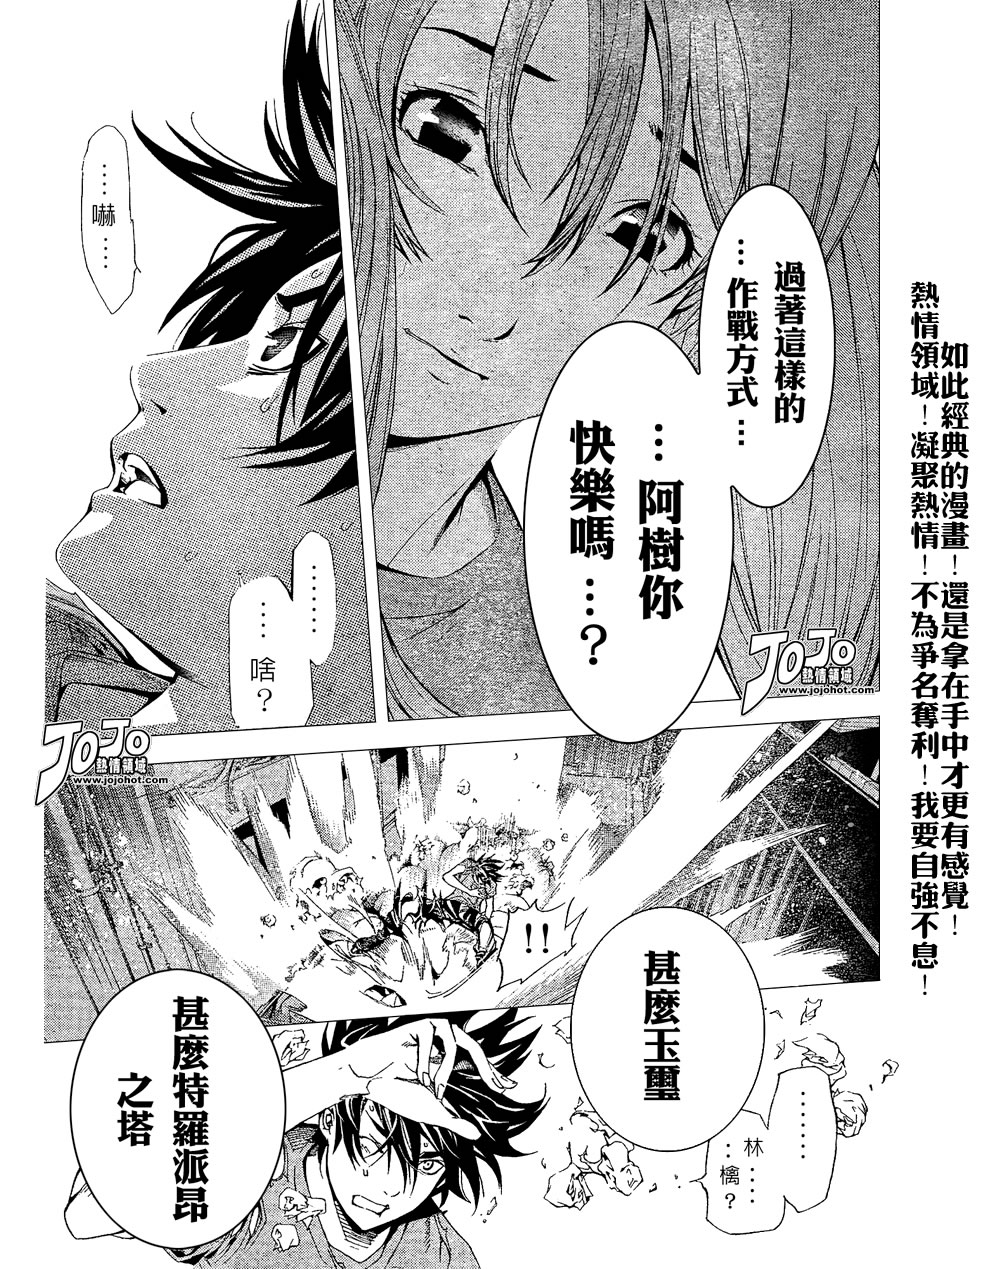 如此經典的漫畫！還是拿在手中才更有感覺！
熱情領域！凝聚熱情！不為爭名奪利！我要自強不息！
過著這樣的
…作戰方式…
…阿樹你
快樂嗎…？
……嚇……
……
……啥？
JOJO
熱情領域
www.jojohot.com
JOJO
熱情領域
www.jojohot.com
!!
甚麼玉璽
……
林……
…檎？
甚麼特羅派昂
之塔